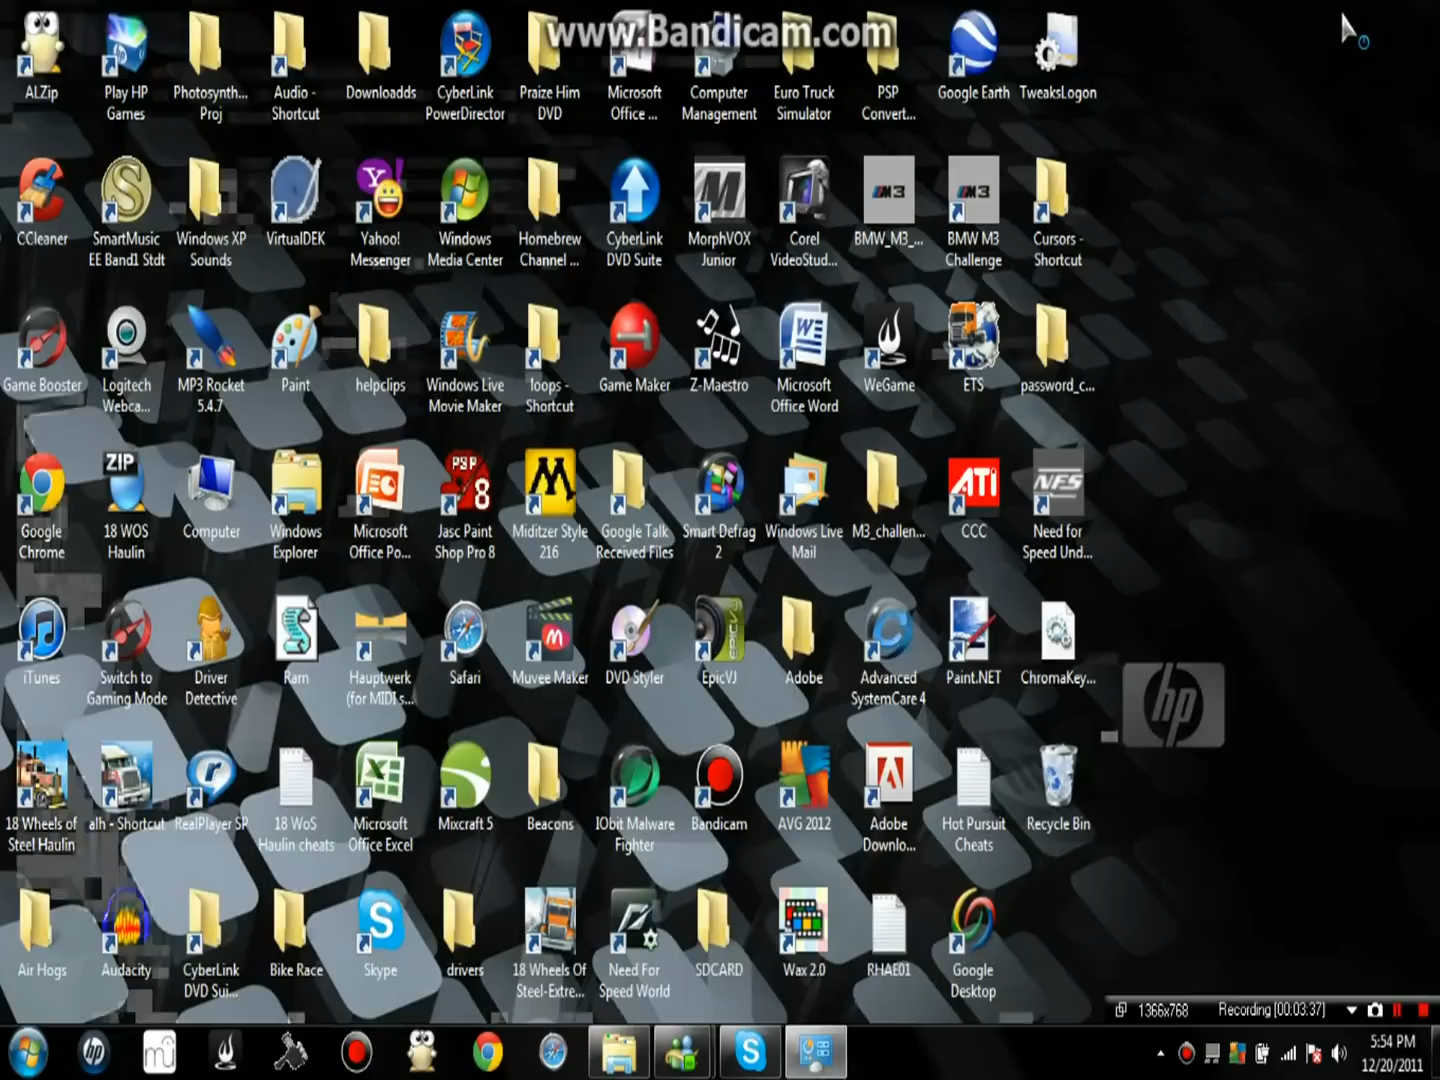 www.Bandicam.com
ALZip
Play HP
Games
Photosynth...
Proj
Audio -
Shortcut
Downloadds
CyberLink
PowerDirector
Praize Him
DVD
Microsoft
Office ...
Computer
Management
Euro Truck
Simulator
PSP
Convert...
Google Earth
TweaksLogon
CCleaner
SmartMusic
EE Band1 Stdt
Windows XP
Sounds
VirtualDEK
Yahoo!
Messenger
Windows
Media Center
Homebrew
Channel ...
CyberLink
DVD Suite
MorphVOX
Junior
Corel
VideoStud...
BMW_M3_...
BMW M3
Challenge
Cursors -
Shortcut
Game Booster
Logitech
Webca...
MP3 Rocket
5.4.7
Paint
helpclips
Windows Live
Movie Maker
loops -
Shortcut
Game Maker
Z-Maestro
Microsoft
Office Word
WeGame
ETS
password_c...
Google
Chrome
ZIP
18 WOS
Haulin
Computer
Windows
Explorer
Microsoft
Office Po...
PSP
8
Jasc Paint
Shop Pro 8
Miditzer Style
216
Google Talk
Received Files
Smart Defrag
2
Windows Live
Mail
M3_challen...
ATI
CCC
NFS
Need for
Speed Und...
iTunes
Switch to
Gaming Mode
Driver
Detective
Ram
Hauptwerk
(for MIDI s...
Safari
Muvee Maker
DVD Styler
EpicVJ
Adobe
Advanced
SystemCare 4
Paint.NET
ChromaKey...
hp
18 Wheels of
Steel Haulin
alh - Shortcut
RealPlayer SP
18 WoS
Haulin cheats
Microsoft
Office Excel
Mixcraft 5
Beacons
IObit Malware
Fighter
Bandicam
AVG 2012
Adobe
Downlo...
Hot Pursuit
Cheats
Recycle Bin
Air Hogs
Audacity
CyberLink
DVD Sui...
Bike Race
Skype
drivers
18 Wheels Of
Steel-Extre...
Need For
Speed World
SDCARD
Wax 2.0
RHAE01
Google
Desktop
1366x768 Recording [00:03:37]
5:54 PM
12/20/2011